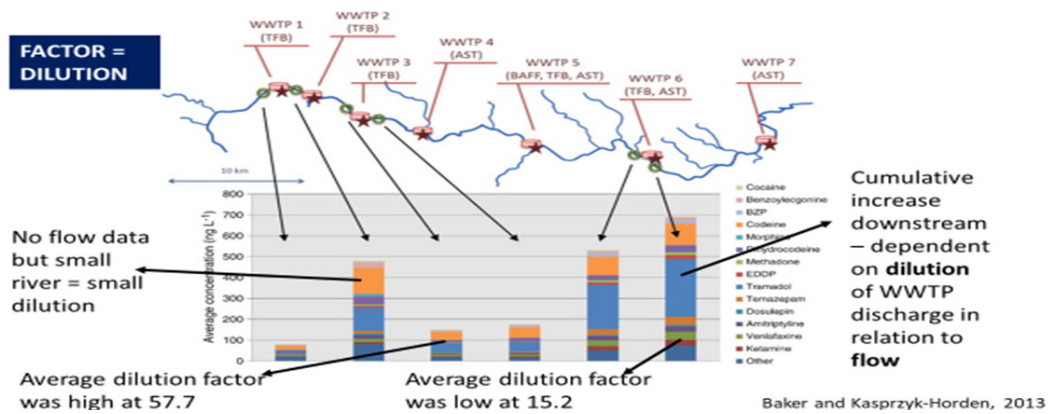 FACTOR =
DILUTION
WWTP 1
(TFB)
WWTP 2
(TFB)
WWTP 3
(TFB)
WWTP 4
(AST)
WWTP 5
(BAFF, TFB, AST)
WWTP 6
(TFB, AST)
WWTP 7
(AST)
10 km
No flow data
but small
river = small
dilution
Average concentration (ng L-1)
800
700
600
500
400
300
200
100
0
Cocaine
Benzoylecgonine
BZP
Codeine
Morphine
Dihydrocodeine
Methadone
EDDP
Tramadol
Temazepam
Dosulepin
Amitriptyline
Venlafaxine
Ketamine
Other
Cumulative
increase
downstream
– dependent
on dilution
of WWTP
discharge in
relation to
flow
Average dilution factor
was high at 57.7
Average dilution factor
was low at 15.2
Baker and Kasprzyk-Horden, 2013